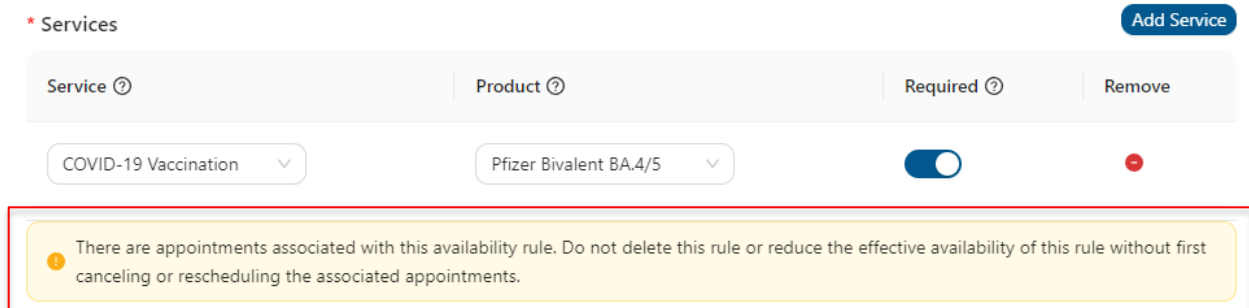 * Services
Add Service
Service
Product
Required
Remove
COVID-19 Vaccination
Pfizer Bivalent BA.4/5
There are appointments associated with this availability rule. Do not delete this rule or reduce the effective availability of this rule without first
canceling or rescheduling the associated appointments.